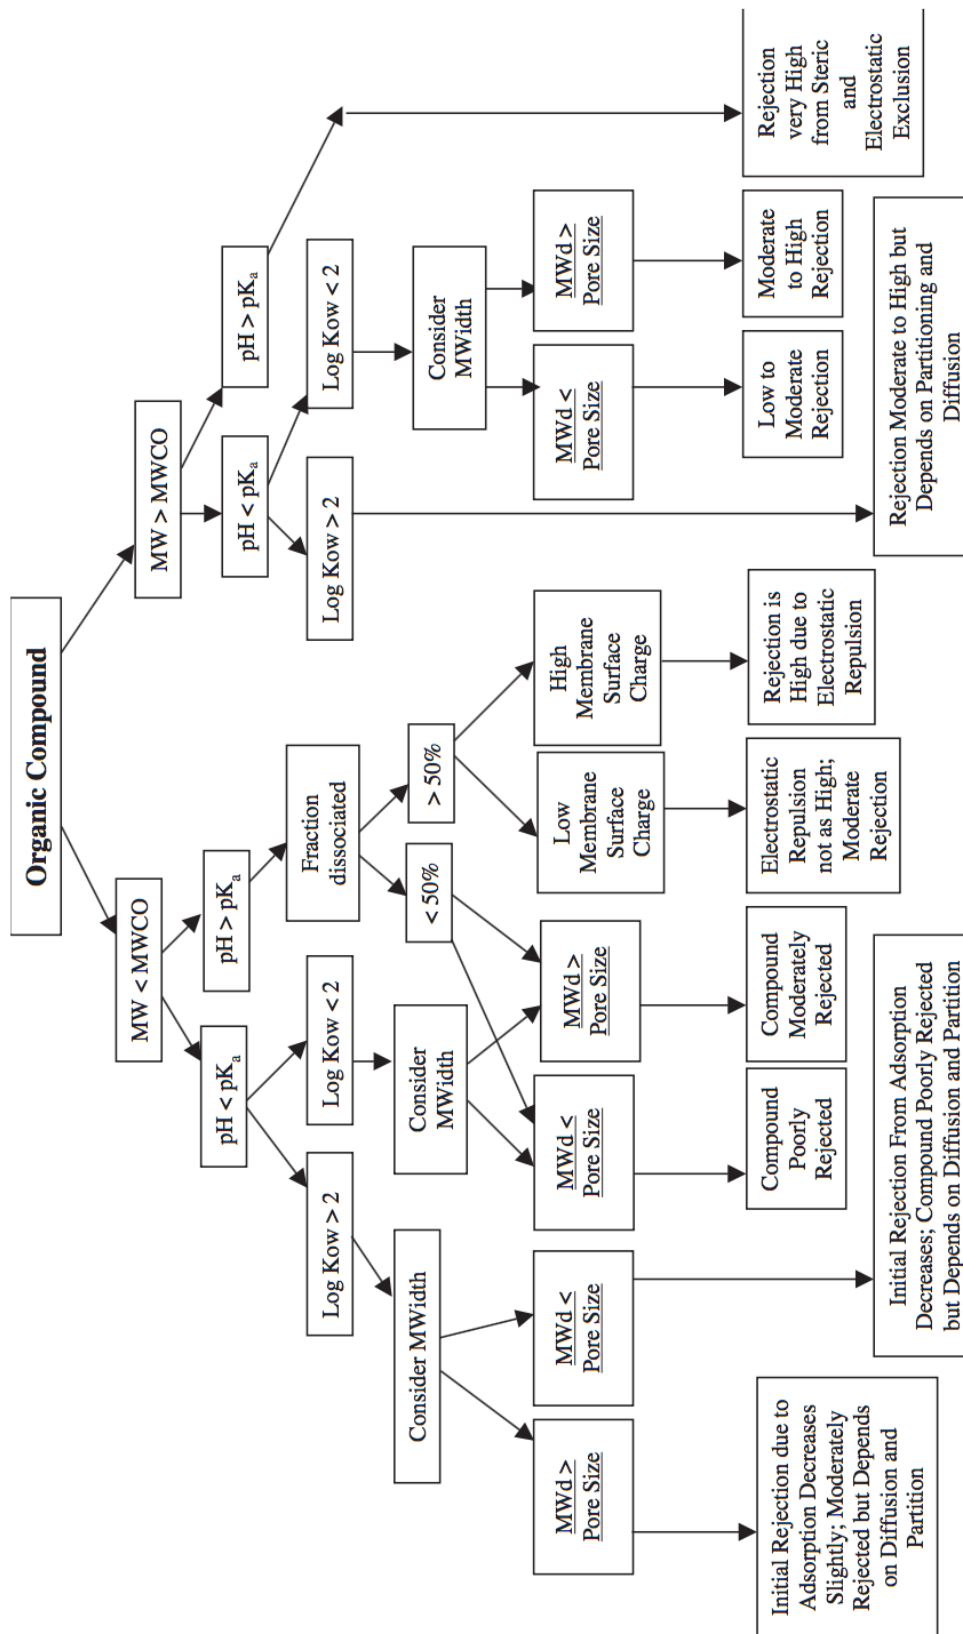 Organic Compound
MW < MWCO
MW > MWCO
pH < pKa
pH > pKa
pH < pKa
pH > pKa
Log Kow > 2
Log Kow < 2
Fraction
dissociated
Log Kow > 2
Log Kow < 2
Consider MWidth
Consider
MWidth
< 50%
> 50%
Consider
MWidth
MWd >
Pore Size
MWd <
Pore Size
MWd <
Pore Size
MWd >
Pore Size
Low
Membrane
Surface
Charge
High
Membrane
Surface
Charge
MWd <
Pore Size
MWd >
Pore Size
Initial Rejection due to
Adsorption Decreases
Slightly; Moderately
Rejected but Depends
on Diffusion and
Partition
Compound
Poorly
Rejected
Compound
Moderately
Rejected
Electrostatic
Repulsion
not as High;
Moderate
Rejection
Rejection is
High due to
Electrostatic
Repulsion
Low to
Moderate
Rejection
Moderate
to High
Rejection
Rejection
very High
from Steric
and
Electrostatic
Exclusion
Initial Rejection From Adsorption
Decreases; Compound Poorly Rejected
but Depends on Diffusion and Partition
Rejection Moderate to High but
Depends on Partitioning and
Diffusion